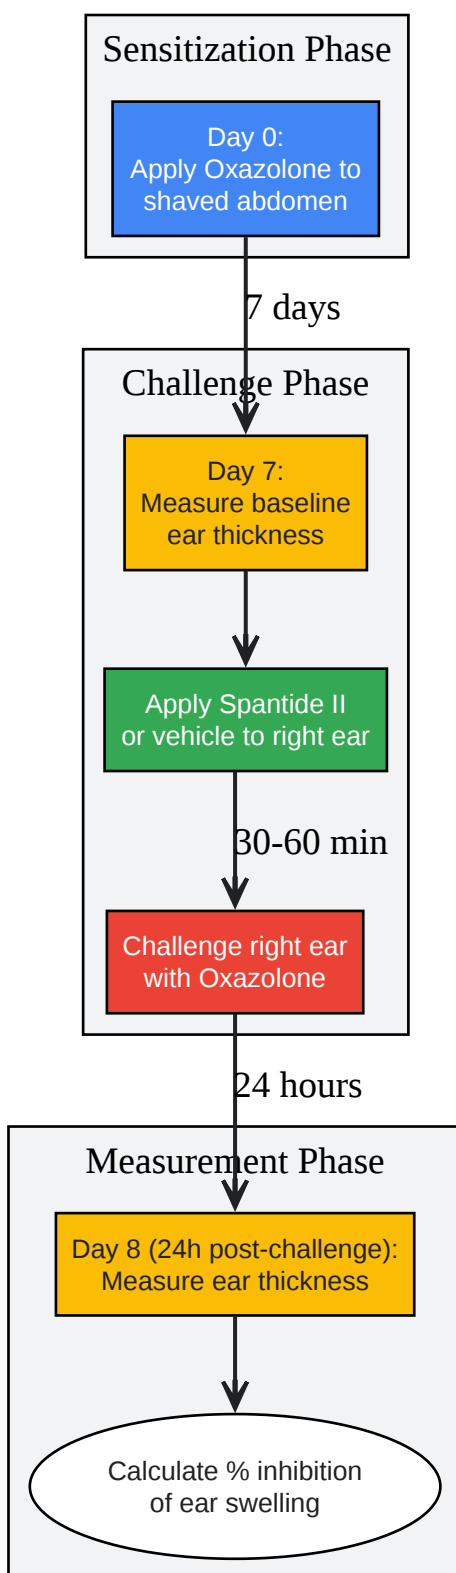 Sensitization Phase
Day 0:
Apply Oxazolone to
shaved abdomen
7 days
Challenge Phase
Day 7:
Measure baseline
ear thickness
Apply Spantide II
or vehicle to right ear
30-60 min
Challenge right ear
with Oxazolone
24 hours
Measurement Phase
Day 8 (24h post-challenge):
Measure ear thickness
Calculate % inhibition
of ear swelling